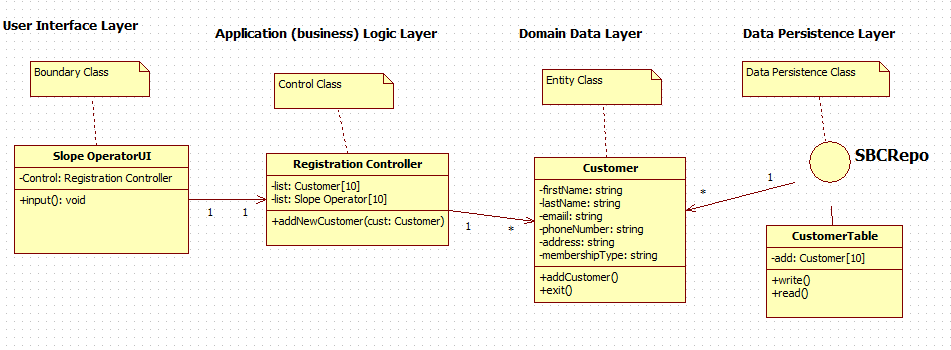 User Interface Layer
Application (business) Logic Layer
Domain Data Layer
Data Persistence Layer
Boundary Class
Control Class
Entity Class
Data Persistence Class
Slope OperatorUI
-Control: Registration Controller
+input(): void
1
1
Registration Controller
-list: Customer[10]
-list: Slope Operator[10]
+addNewCustomer(cust: Customer)
1
*
Customer
-firstName: string
-lastName: string
-emaiil: string
-phoneNumber: string
-address: string
-membershipType: string
+addCustomer()
+exit()
*
1
SBCRepo
CustomerTable
-add: Customer[10]
+write()
+read()